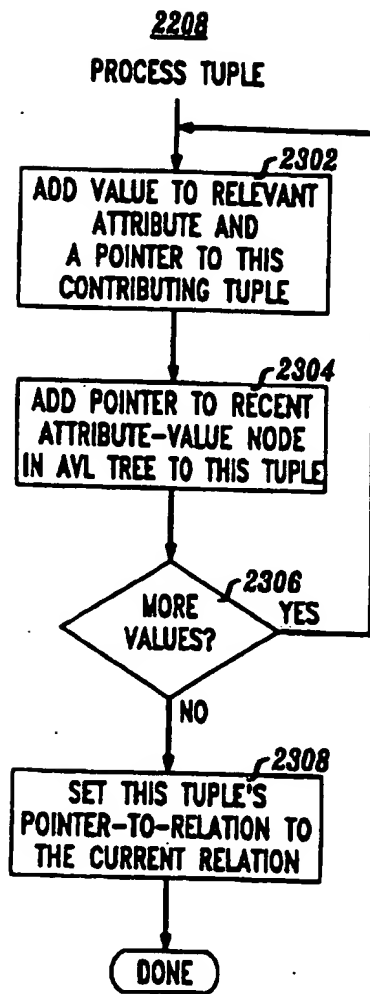 2208
PROCESS TUPLE
2302
ADD VALUE TO RELEVANT
ATTRIBUTE AND
A POINTER TO THIS
CONTRIBUTING TUPLE
2304
ADD POINTER TO RECENT
ATTRIBUTE-VALUE NODE
IN AVL TREE TO THIS TUPLE
2306
MORE
VALUES?
YES
NO
2308
SET THIS TUPLE'S
POINTER-TO-RELATION TO
THE CURRENT RELATION
DONE